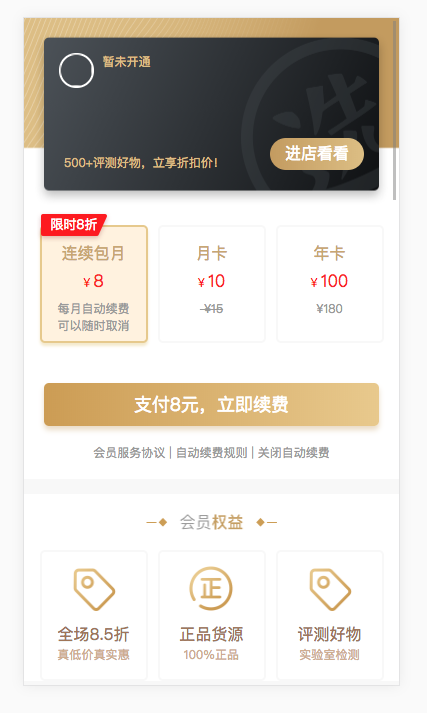 暂未开通
选
500+评测好物，立享折扣价!
进店看看
限时8折
连续包月
¥8
每月自动续费
可以随时取消
月卡
¥10
¥15
年卡
¥100
¥180
支付8元，立即续费
会员服务协议 | 自动续费规则 | 关闭自动续费
会员权益
全场8.5折
真低价真实惠
正
正品货源
100%正品
评测好物
实验室检测